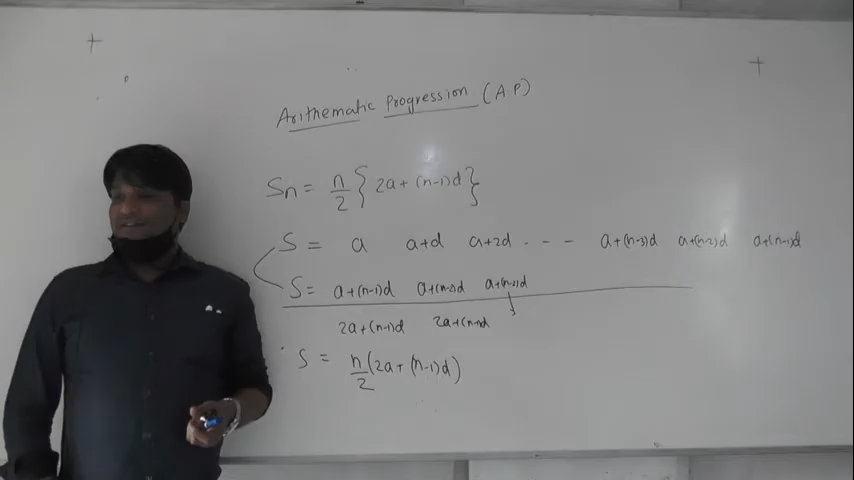 Arithematic Progression (A.P)
Sn = n/2 { 2a + (n-1)d }
S = a a+d a+2d - - - a+(n-3)d a+(n-2)d a+(n-1)d
S = a+(n-1)d a+(n-2)d
2a+(n-1)d 2a+(n-1)d
S = n/2 (2a + (n-1)d)